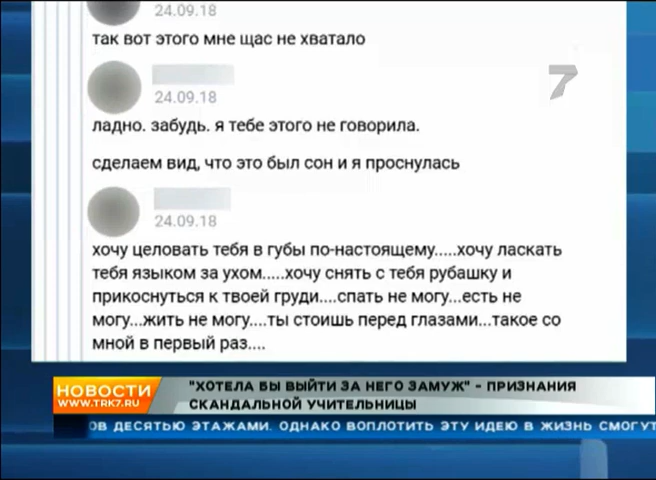 24.09.18
так вот этого мне щас не хватало
24.09.18
ладно. забудь. я тебе этого не говорила.
сделаем вид, что это был сон и я проснулась
24.09.18
хочу целовать тебя в губы по-настоящему.....хочу ласкать
тебя языком за ухом.....хочу снять с тебя рубашку и
прикоснуться к твоей груди....спать не могу...есть не
могу...жить не могу....ты стоишь перед глазами...такое со
мной в первый раз....
7
НОВОСТИ
WWW.TRK7.RU
"ХОТЕЛА БЫ ВЫЙТИ ЗА НЕГО ЗАМУЖ" - ПРИЗНАНИЯ
СКАНДАЛЬНОЙ УЧИТЕЛЬНИЦЫ
ОВ ДЕСЯТЬЮ ЭТАЖАМИ. ОДНАКО ВОПЛОТИТЬ ЭТУ ИДЕЮ В ЖИЗНЬ СМОГУТ